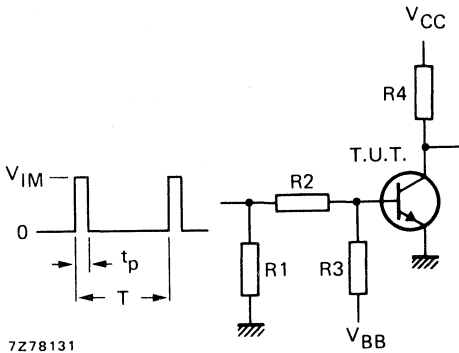 V_CC
R4
T.U.T.
V_IM
R2
0
t_p
R1
R3
T
V_BB
7Z78131